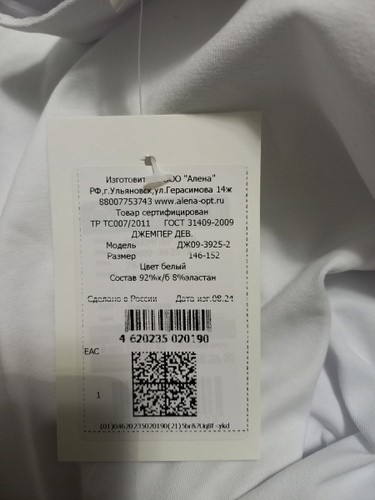 Изготовит ООО "Алена"
РФ,г.Ульяновск,ул.Герасимова 14ж
88007753743 www.alena-opt.ru
Товар сертифицирован
ТР ТС007/2011 ГОСТ 31409-2009
ДЖЕМПЕР ДЕВ.
Модель ДЖ09-3925-2
Размер 146-152
Цвет белый
Состав 92%х/б 8%эластан
Сделано в России Дата изг.08.24
4 620235 020190
EAC
1